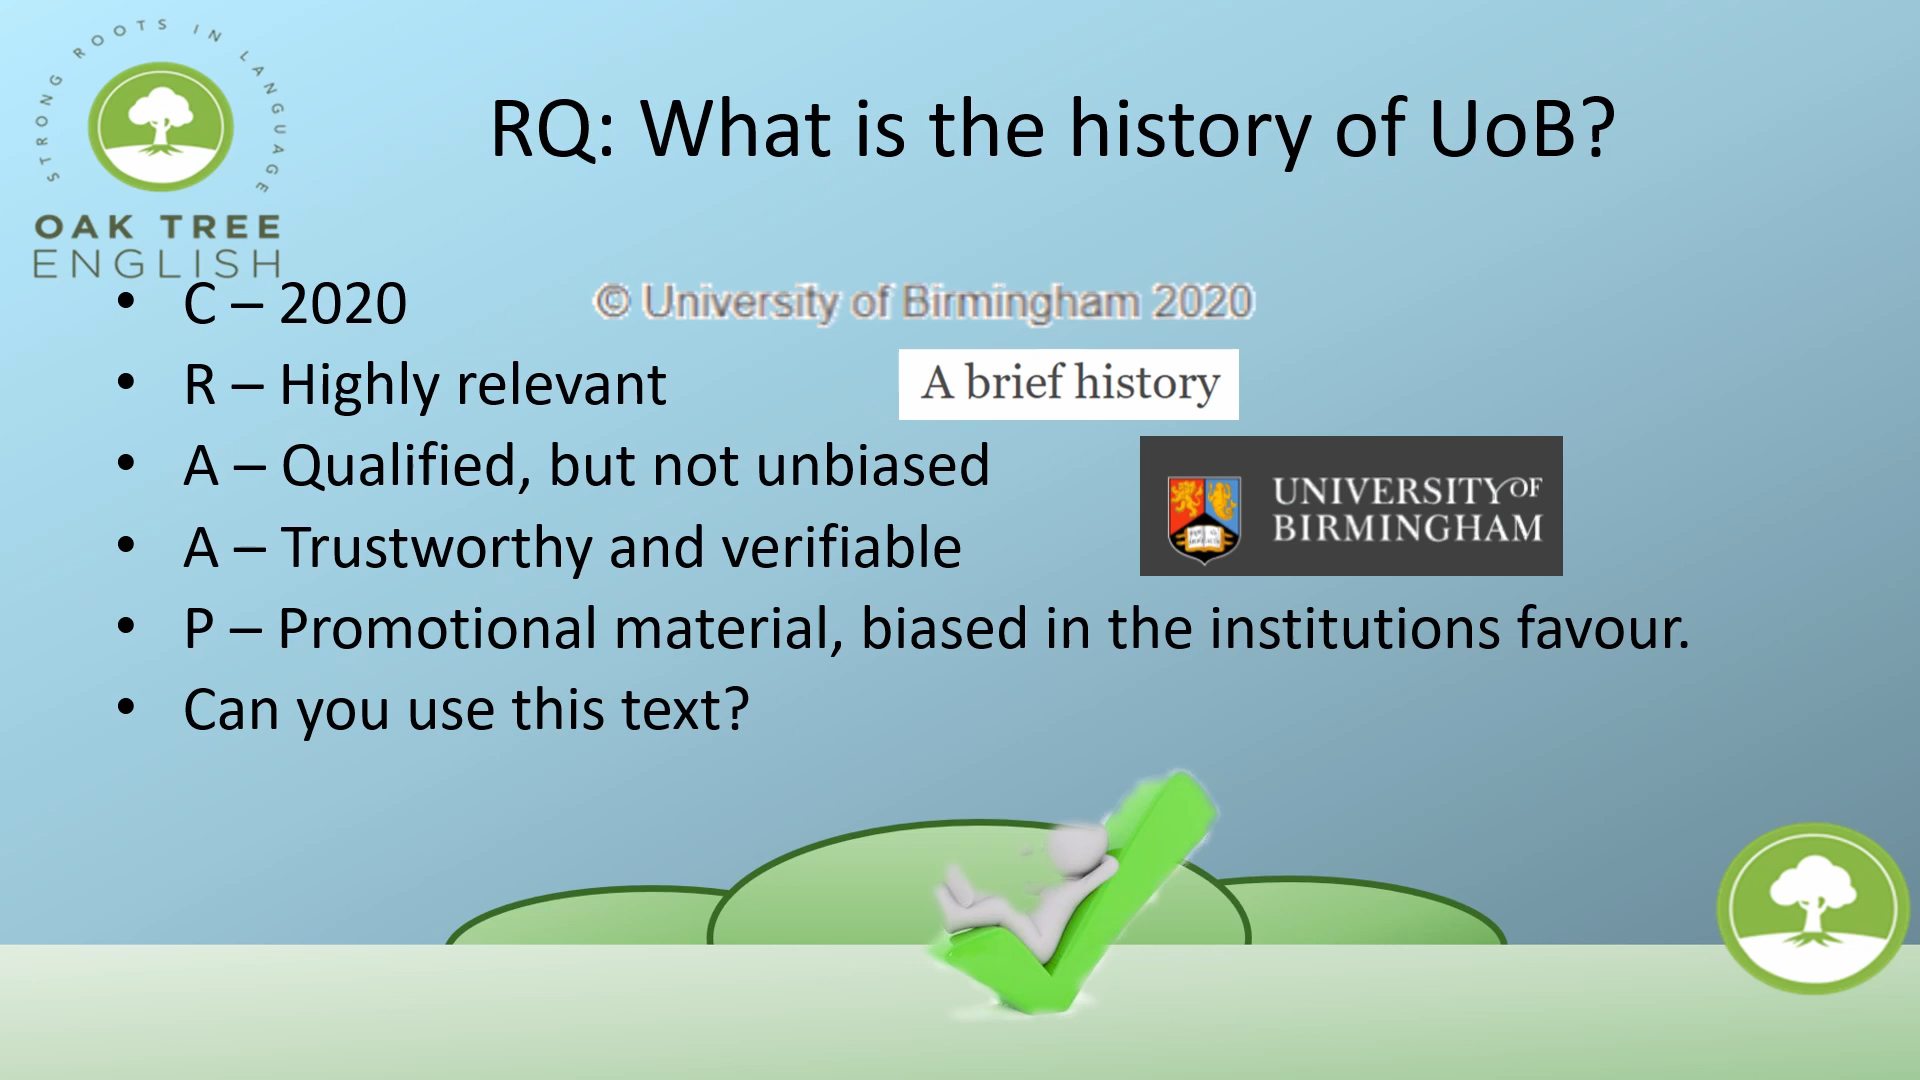 STRONG ROOTS IN LANGUAGE
OAK TREE
ENGLISH
RQ: What is the history of UoB?
• C – 2020
© University of Birmingham 2020
• R – Highly relevant
A brief history
• A – Qualified, but not unbiased
UNIVERSITY OF
BIRMINGHAM
• A – Trustworthy and verifiable
• P – Promotional material, biased in the institutions favour.
• Can you use this text?